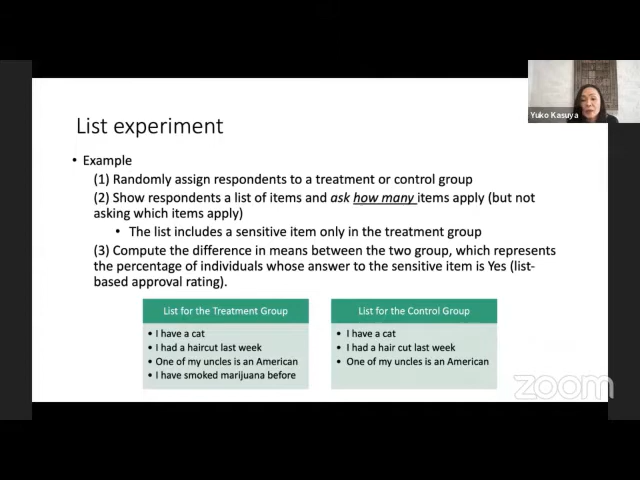 Yuko Kasuya
List experiment
• Example
(1) Randomly assign respondents to a treatment or control group
(2) Show respondents a list of items and ask how many items apply (but not
asking which items apply)
• The list includes a sensitive item only in the treatment group
(3) Compute the difference in means between the two group, which represents
the percentage of individuals whose answer to the sensitive item is Yes (list-
based approval rating).
List for the Treatment Group
• I have a cat
• I had a haircut last week
• One of my uncles is an American
• I have smoked marijuana before
List for the Control Group
• I have a cat
• I had a hair cut last week
• One of my uncles is an American
zoom